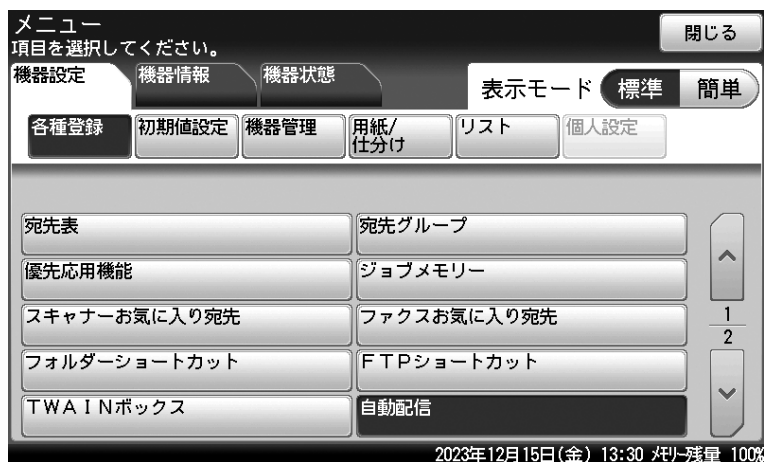 メニュー
閉じる
項目を選択してください。
機器設定 機器情報 機器状態
表示モード 標準 簡単
各種登録 初期値設定 機器管理 用紙/ リスト 個人設定
仕分け
宛先表 宛先グループ
優先応用機能 ジョブメモリー
スキャナーお気に入り宛先 ファクスお気に入り宛先
1
2
フォルダーショートカット FTPショートカット
TWAINボックス 自動配信
2023年12月15日(金) 13:30 メモリー残量 100%